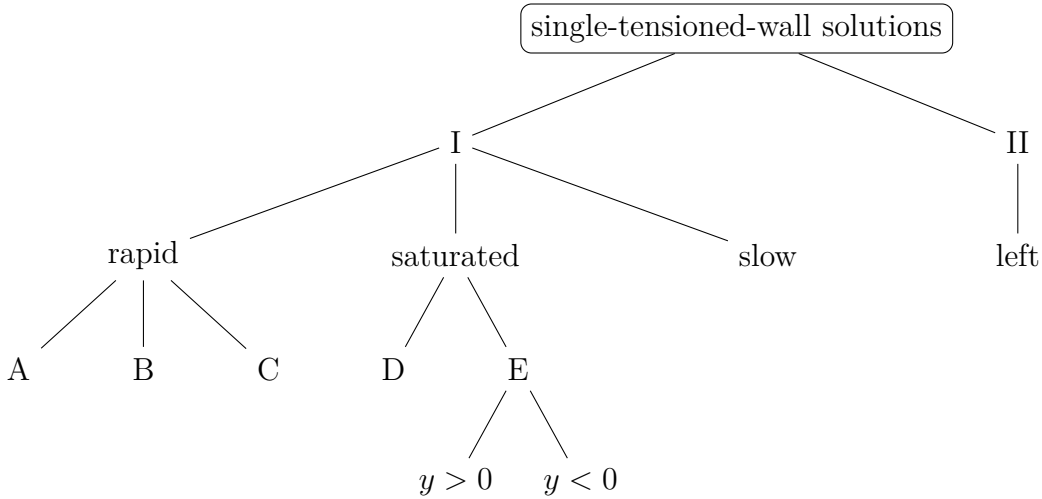 single-tensioned-wall solutions
I II
rapid saturated slow left
A B C D E
y > 0 y < 0